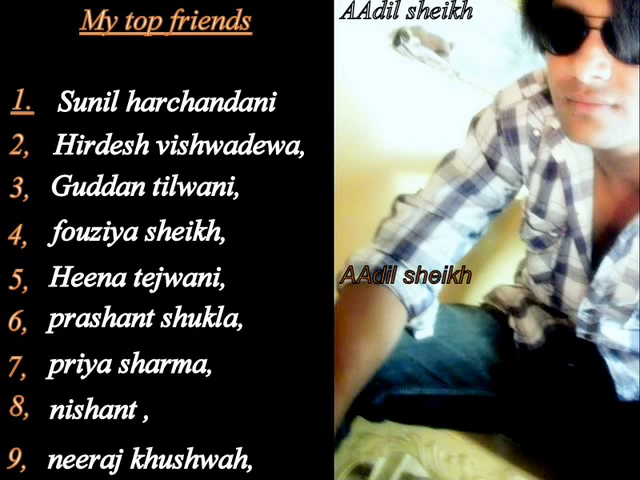 My top friends
1. Sunil harchandani
2, Hirdesh vishwadewa,
3, Guddan tilwani,
4, fouziya sheikh,
5, Heena tejwani,
6, prashant shukla,
7, priya sharma,
8, nishant ,
9, neeraj khushwah,
AAdil sheikh
AAdil sheikh